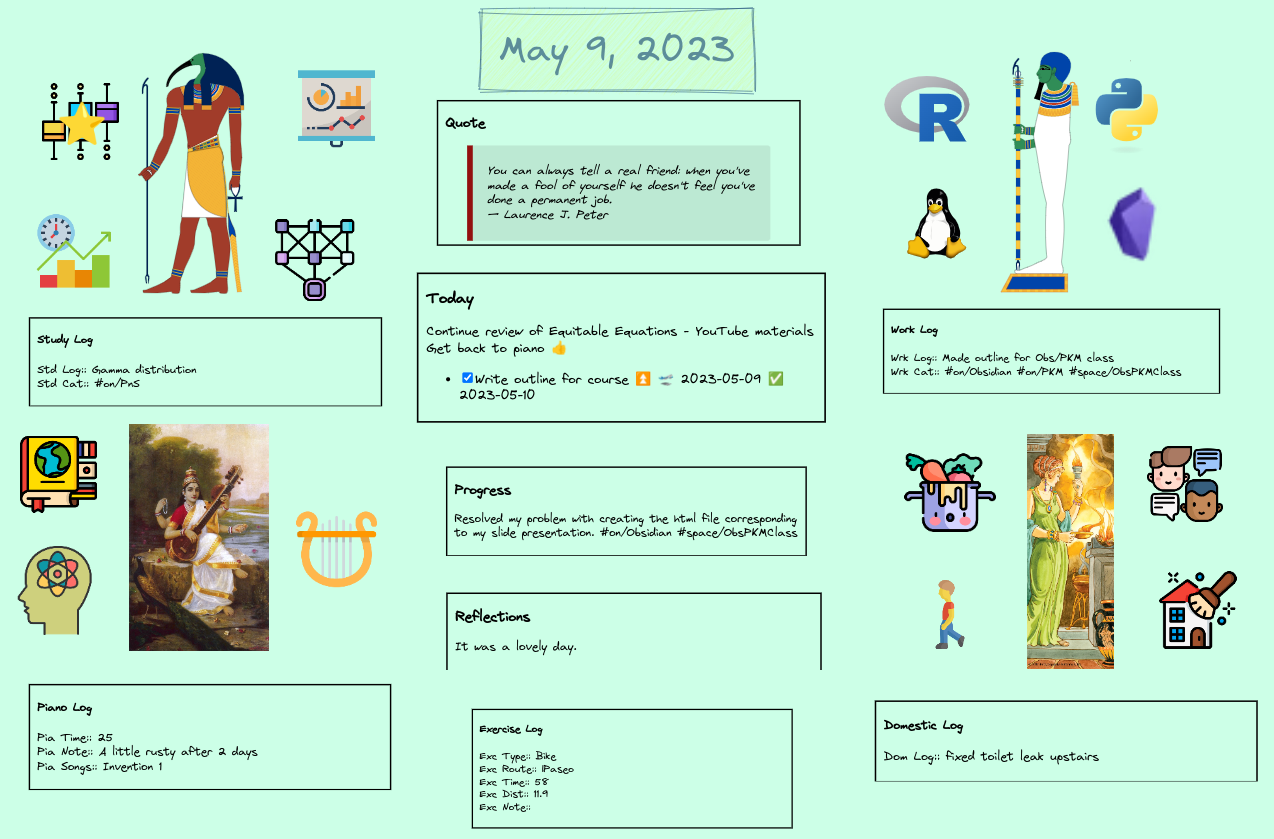 May 9, 2023
Quote
You can always tell a real friend: when you've
made a fool of yourself he doesn't feel you've
done a permanent job.
— Laurence J. Peter
Study Log
Std Log:: Gamma distribution
Std Cat:: #on/PnS
Today
Continue review of Equitable Equations - YouTube materials
Get back to piano 👍
• ☑ Write outline for course ⏫ 🛫 2023-05-09 ✅
2023-05-10
R
Work Log
Wrk Log:: Made outline for Obs/PKM class
Wrk Cat:: #on/Obsidian #on/PKM #space/ObsPKMClass
Progress
Resolved my problem with creating the html file corresponding
to my slide presentation. #on/Obsidian #space/ObsPKMClass
Reflections
It was a lovely day.
Piano Log
Pia Time:: 25
Pia Note:: A little rusty after 2 days
Pia Songs:: Invention 1
Exercise Log
Exc Type:: Bike
Exc Route:: IPaseo
Exc Time:: 58
Exc Dist:: 11.9
Exc Note::
Domestic Log
Dom Log:: fixed toilet leak upstairs